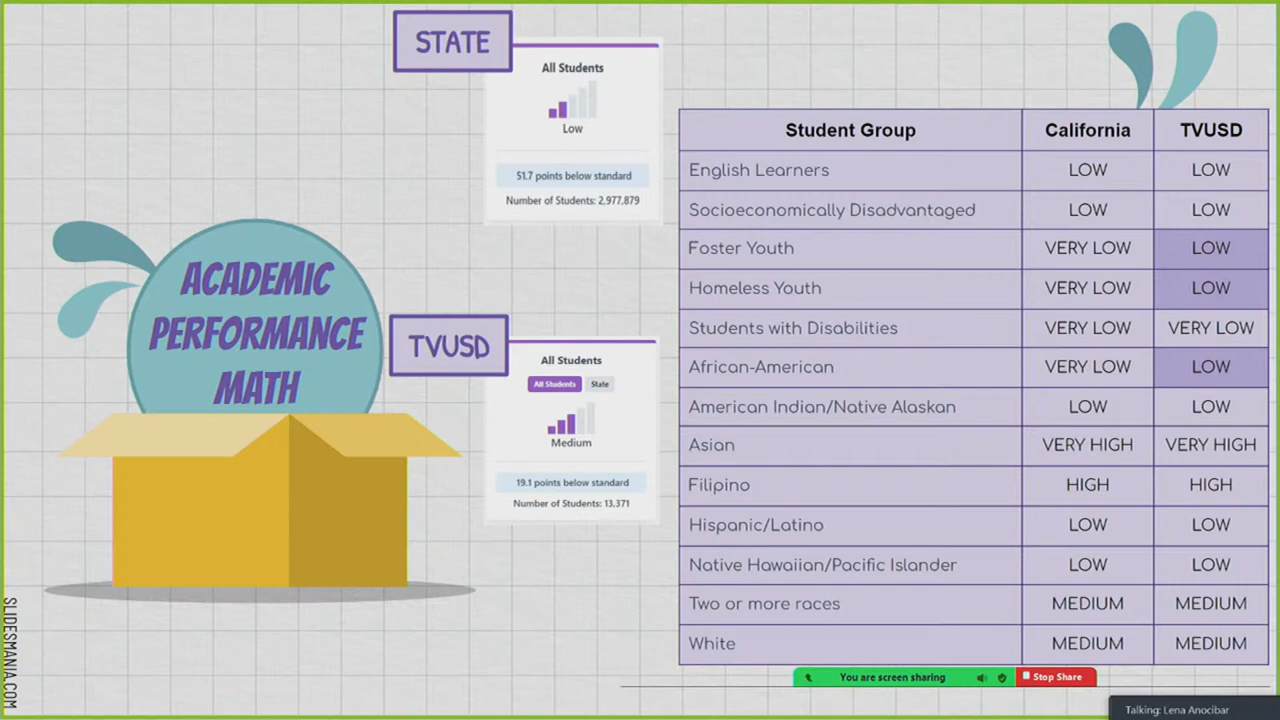 STATE
All Students
Low
51.7 points below standard
Number of Students: 2,977,879
ACADEMIC
PERFORMANCE
MATH
TVUSD
All Students
All Students State
Medium
19.1 points below standard
Number of Students: 13,371
Student Group California TVUSD
English Learners LOW LOW
Socioeconomically Disadvantaged LOW LOW
Foster Youth VERY LOW LOW
Homeless Youth VERY LOW LOW
Students with Disabilities VERY LOW VERY LOW
African-American VERY LOW LOW
American Indian/Native Alaskan LOW LOW
Asian VERY HIGH VERY HIGH
Filipino HIGH HIGH
Hispanic/Latino LOW LOW
Native Hawaiian/Pacific Islander LOW LOW
Two or more races MEDIUM MEDIUM
White MEDIUM MEDIUM
SLIDESMANIA.COM
You are screen sharing Stop Share
Talking: Lena Anocibar